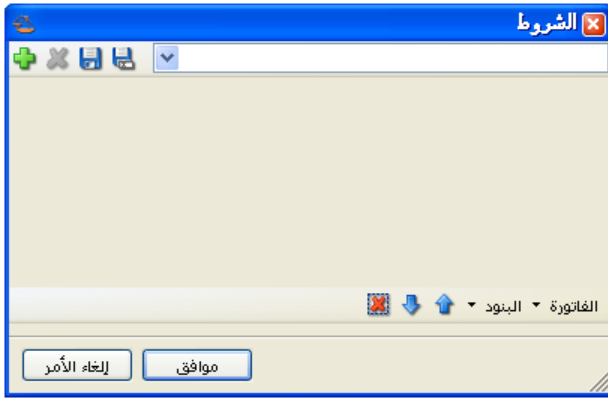 الشروط
الفاتورة البنود
موافق إلغاء الأمر